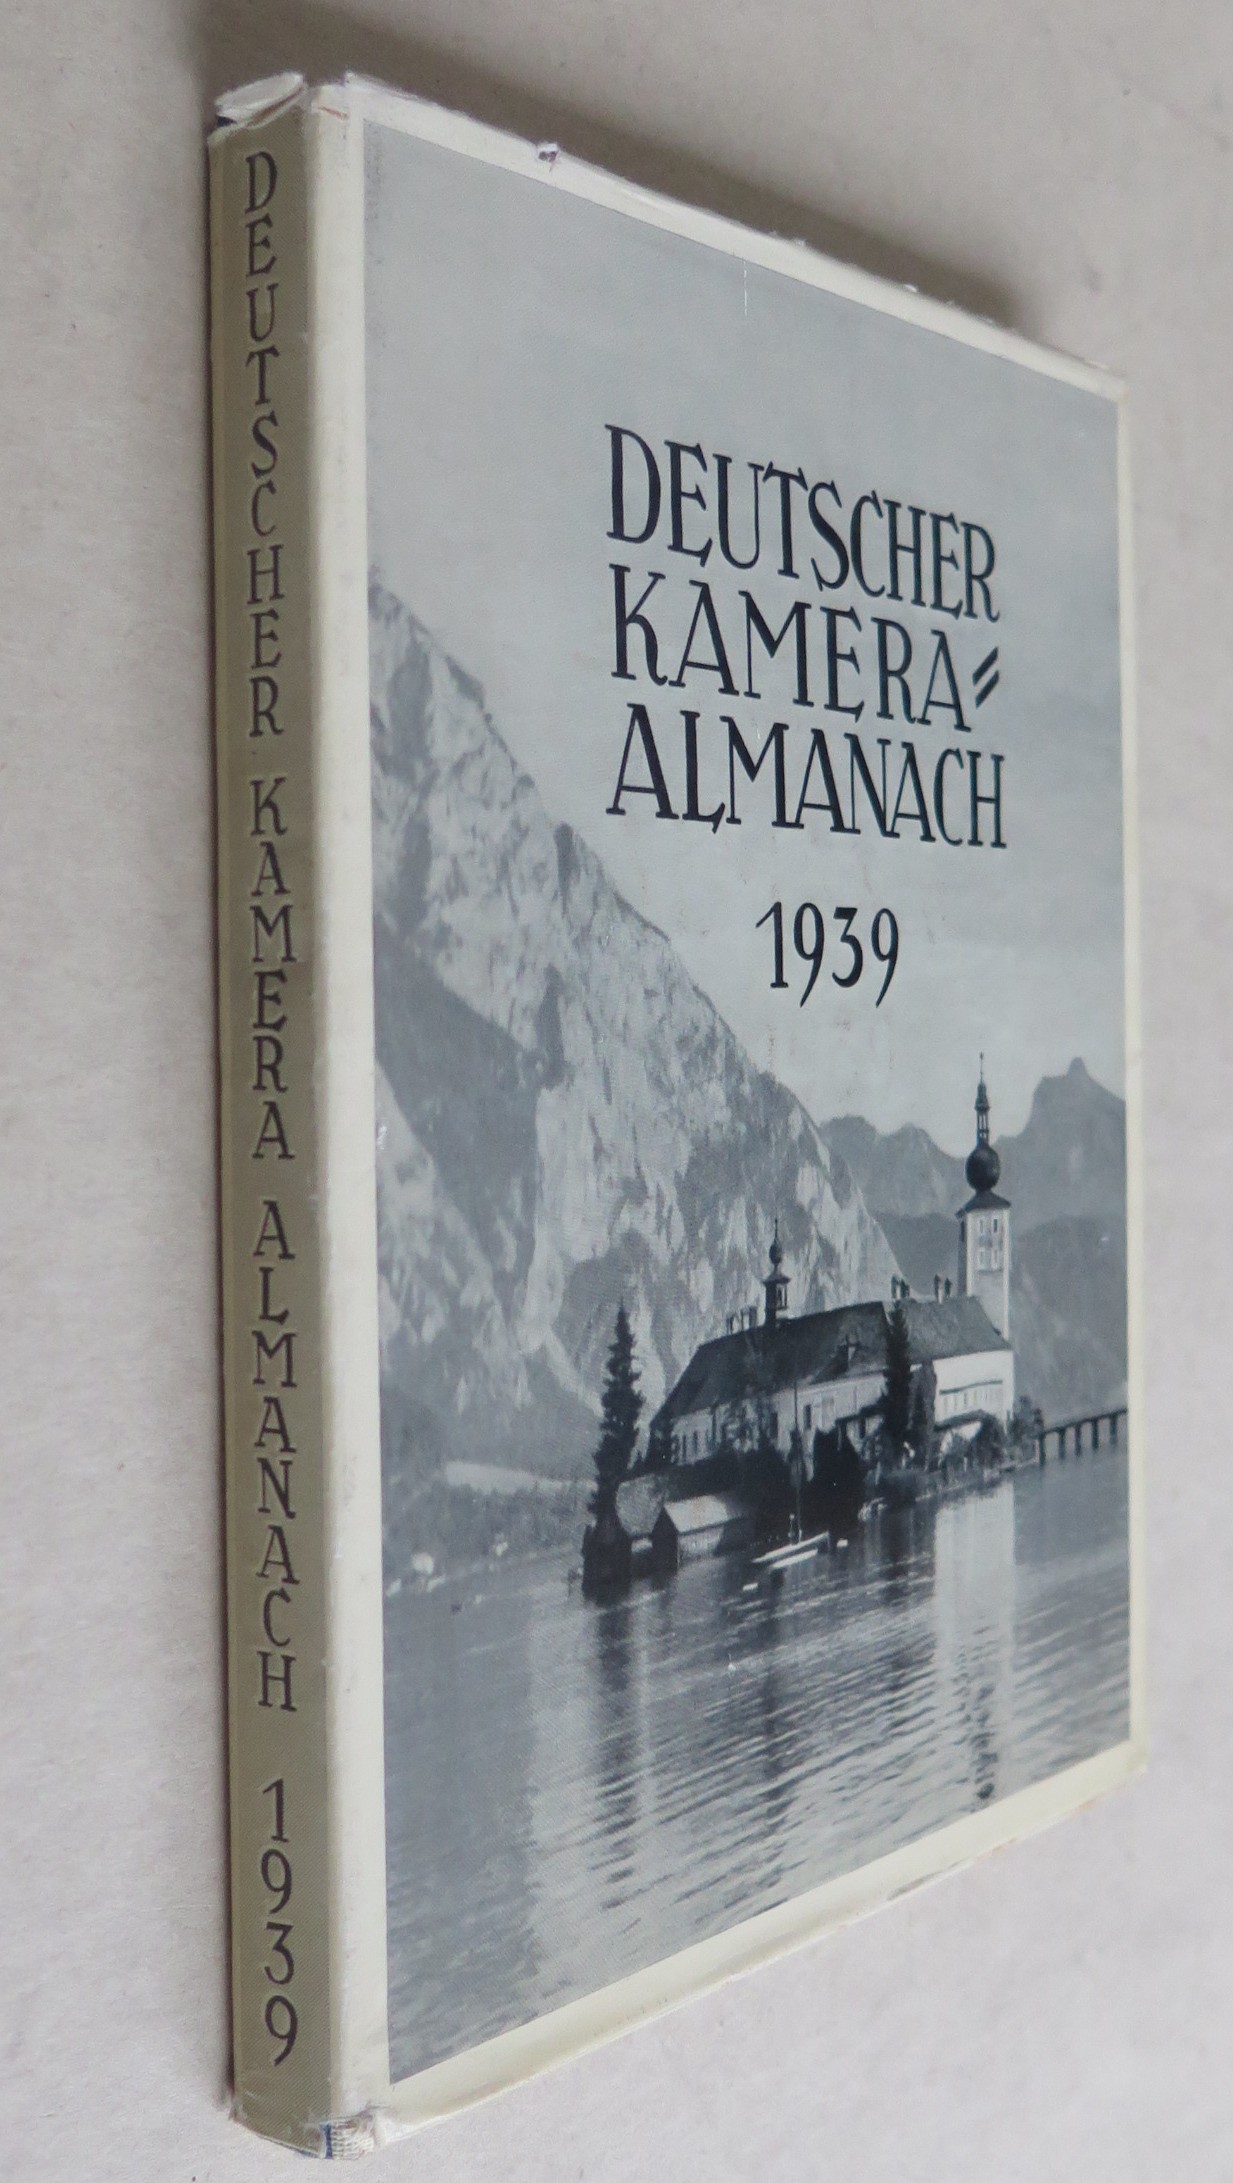 DEUTSCHER KAMERA ALMANACH 1939
DEUTSCHER
KAMERA=
ALMANACH
1939